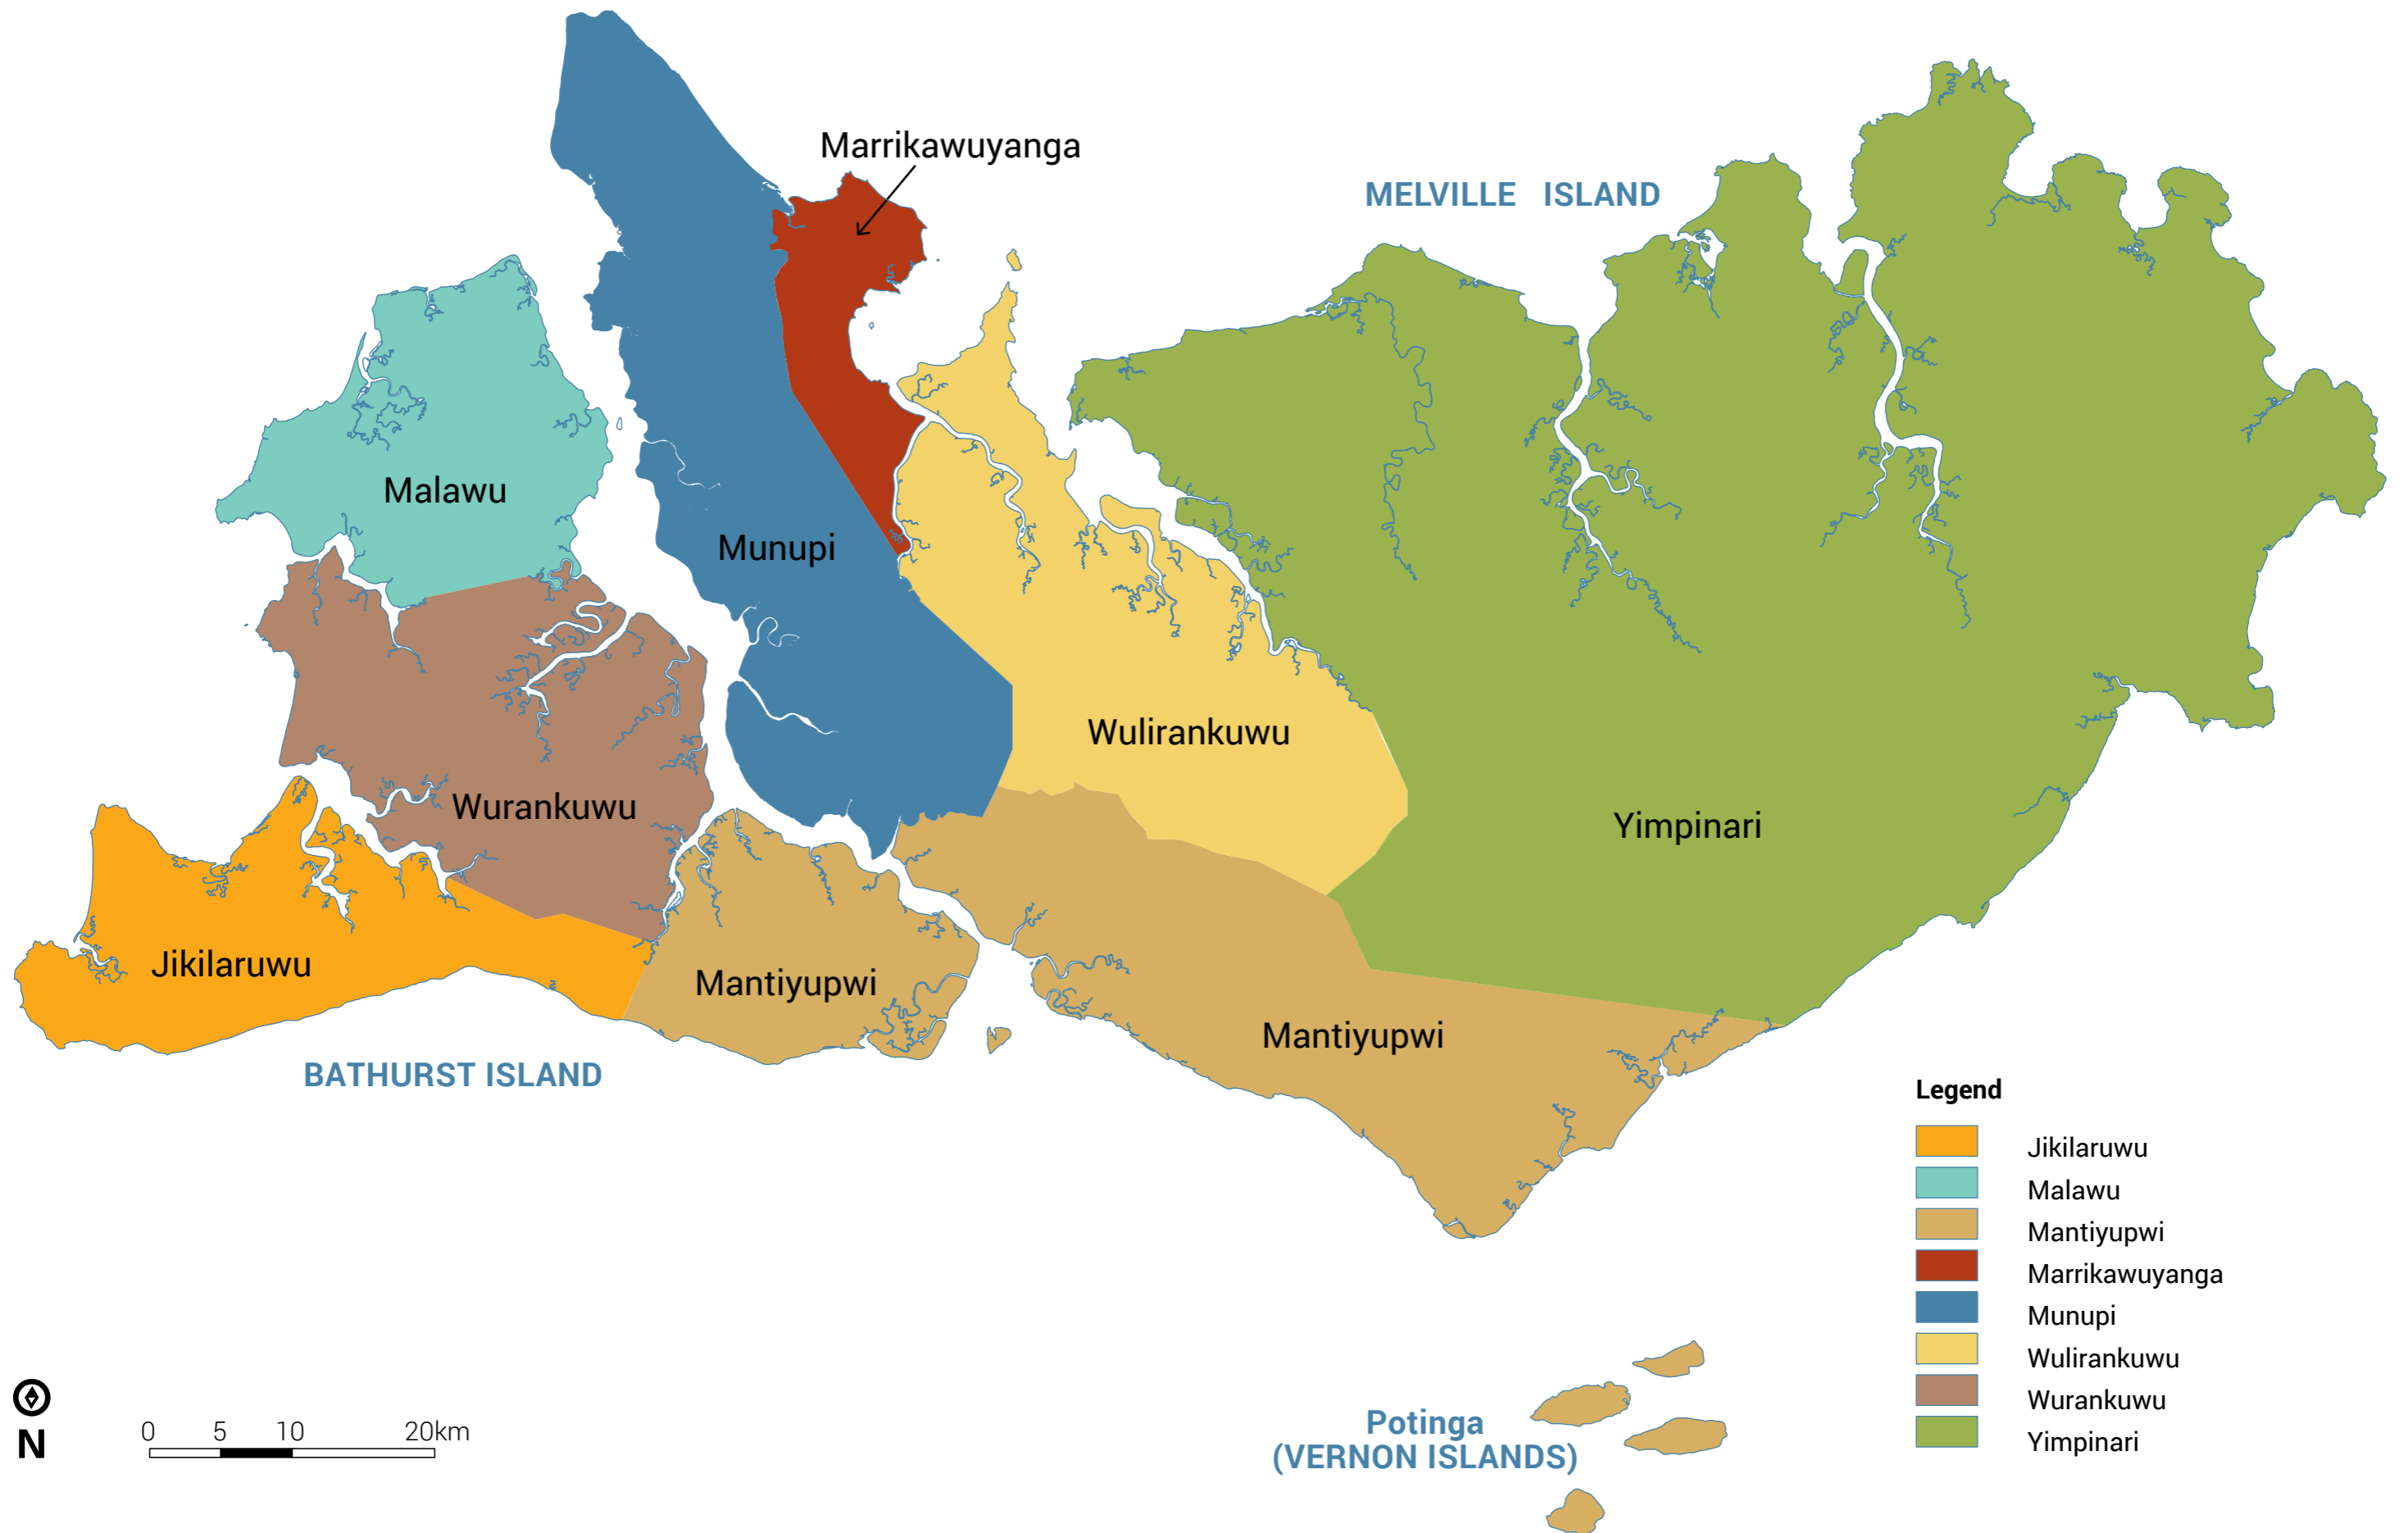 Marrikawuyanga
MELVILLE ISLAND
Malawu
Munupi
Wulirankuwu
Wurankuwu
Yimpinari
Jikilaruwu
Mantiyupwi
Mantiyupwi
BATHURST ISLAND
Legend
Jikilaruwu
Malawu
Mantiyupwi
Marrikawuyanga
Munupi
Wulirankuwu
Wurankuwu
Yimpinari
Potinga
(VERNON ISLANDS)
N
0 5 10 20km